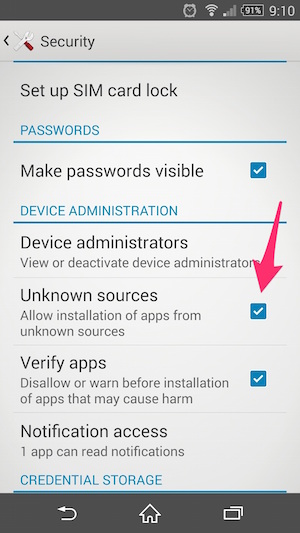 91% 9:10
Security
Set up SIM card lock
PASSWORDS
Make passwords visible
DEVICE ADMINISTRATION
Device administrators
View or deactivate device administrators
Unknown sources
Allow installation of apps from
unknown sources
Verify apps
Disallow or warn before installation
of apps that may cause harm
Notification access
1 app can read notifications
CREDENTIAL STORAGE